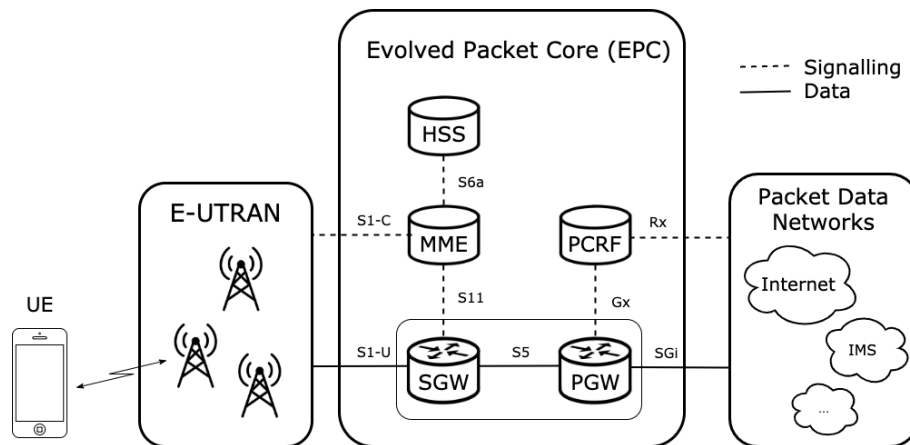 Evolved Packet Core (EPC)
Signalling
Data
HSS
S6a
E-UTRAN
S1-C
MME
PCRF
Rx
Packet Data
Networks
Internet
UE
S11
Gx
S1-U
SGW
S5
PGW
SGi
IMS
...